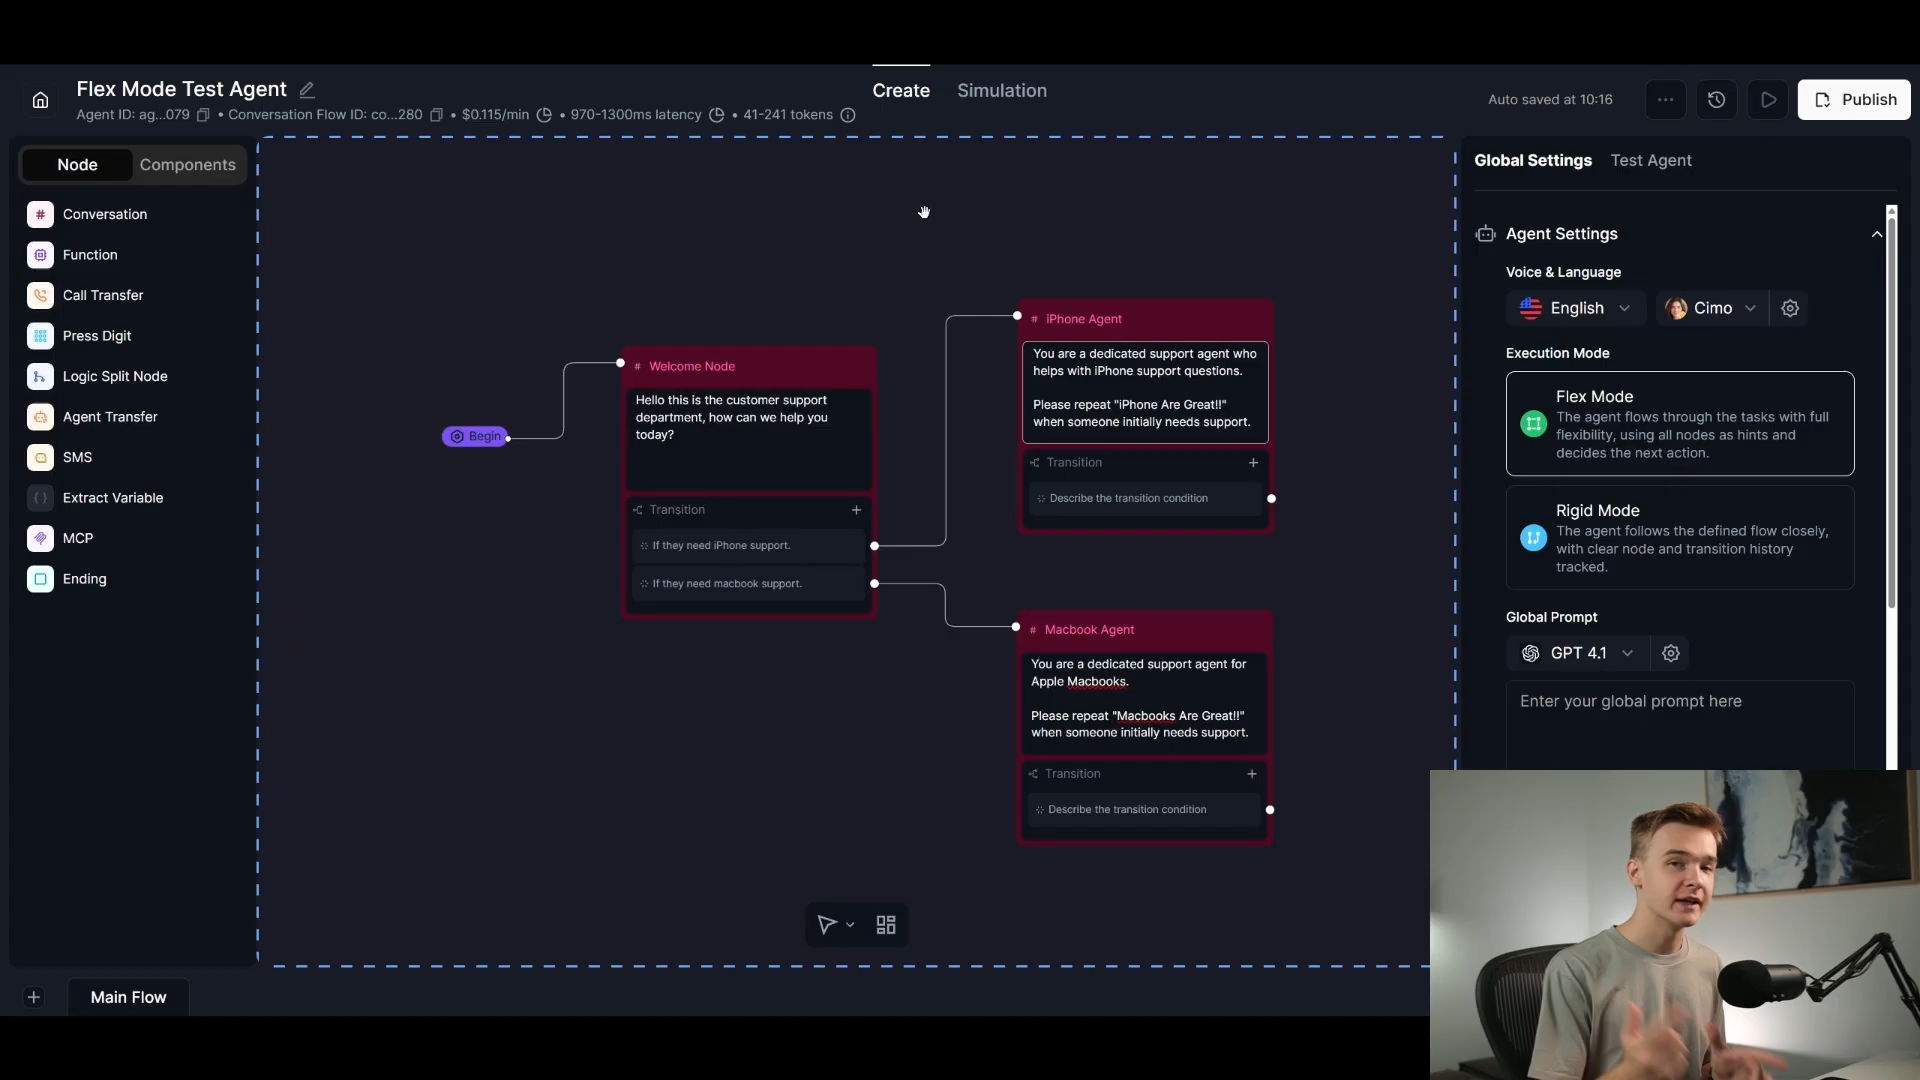 Flex Mode Test Agent
Create
Simulation
Agent ID: ag...079 • Conversation Flow ID: co...280 • $0.115/min • 970-1300ms latency • 41-241 tokens
Auto saved at 10:16
Publish
Node
Components
Conversation
Function
Call Transfer
Press Digit
Logic Split Node
Agent Transfer
SMS
Extract Variable
MCP
Ending
Begin
# Welcome Node
Hello this is the customer support
department, how can we help you
today?
Transition
If they need iPhone support.
If they need macbook support.
# iPhone Agent
You are a dedicated support agent who
helps with iPhone support questions.
Please repeat "iPhone Are Great!!"
when someone initially needs support.
Transition
Describe the transition condition
# Macbook Agent
You are a dedicated support agent for
Apple Macbooks.
Please repeat "Macbooks Are Great!!"
when someone initially needs support.
Transition
Describe the transition condition
Global Settings
Test Agent
Agent Settings
Voice & Language
English
Cimo
Execution Mode
Flex Mode
The agent flows through the tasks with full
flexibility, using all nodes as hints and
decides the next action.
Rigid Mode
The agent follows the defined flow closely,
with clear node and transition history
tracked.
Global Prompt
GPT 4.1
Enter your global prompt here
Main Flow